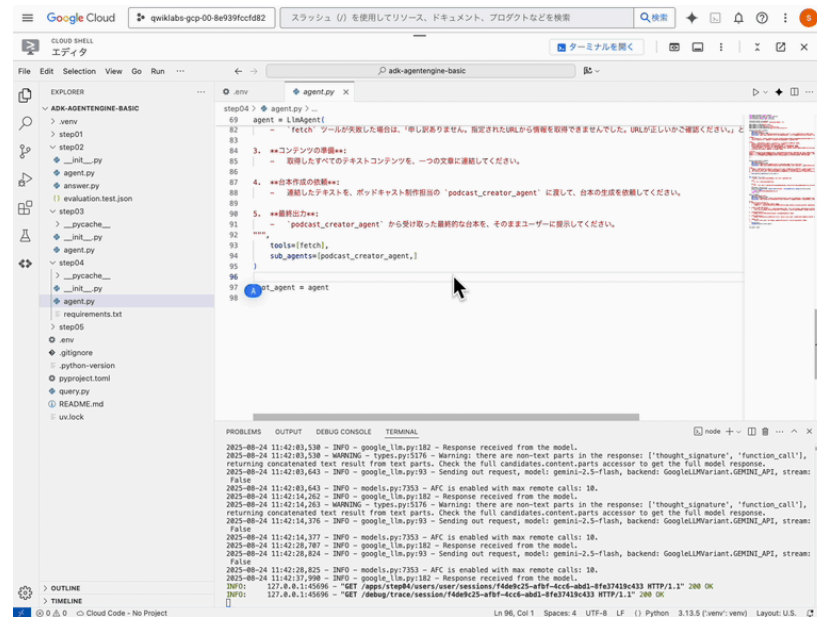 Google Cloud
qwiklabs-gcp-00-8e939fccfd82
スラッシュ (/) を使用してリソース、ドキュメント、プロダクトなどを検索
検索
S
CLOUD SHELL
エディタ
ターミナルを開く
File Edit Selection View Go Run ...
adk-agentengine-basic
EXPLORER
ADK-AGENTENGINE-BASIC
.venv
step01
step02
__init__.py
agent.py
answer.py
evaluation.test.json
step03
__pycache__
__init__.py
agent.py
step04
__pycache__
__init__.py
agent.py
requirements.txt
step05
.env
.gitignore
.python-version
pyproject.toml
query.py
README.md
uv.lock
OUTLINE
TIMELINE
.env
agent.py
step04 > agent.py > ...
69 agent = LlmAgent(
82 - `fetch` ツールが失敗した場合は、「申し訳ありません。指定されたURLから情報を取得できませんでした。URLが正しいかご確認ください。」と
83
84 3. **コンテンツの準備**:
85 - 取得したすべてのテキストコンテンツを、一つの文章に連結してください。
86
87 4. **台本作成の依頼**:
88 - 連結したテキストを、ポッドキャスト制作担当の `podcast_creator_agent` に渡して、台本の生成を依頼してください。
89
90 5. **最終出力**:
91 - `podcast_creator_agent` から受け取った最終的な台本を、そのままユーザーに提示してください。
92 """,
93 tools=[fetch],
94 sub_agents=[podcast_creator_agent,]
95 )
96
97 ot_agent = agent
A
98
PROBLEMS OUTPUT DEBUG CONSOLE TERMINAL
node
2025-08-24 11:42:03,530 - INFO - google_llm.py:182 - Response received from the model.
2025-08-24 11:42:03,530 - WARNING - types.py:5176 - Warning: there are non-text parts in the response: ['thought_signature', 'function_call'],
returning concatenated text result from text parts. Check the full candidates.content.parts accessor to get the full model response.
2025-08-24 11:42:03,643 - INFO - google_llm.py:93 - Sending out request, model: gemini-2.5-flash, backend: GoogleLLMVariant.GEMINI_API, stream:
False
2025-08-24 11:42:03,643 - INFO - models.py:7353 - AFC is enabled with max remote calls: 10.
2025-08-24 11:42:14,262 - INFO - google_llm.py:182 - Response received from the model.
2025-08-24 11:42:14,263 - WARNING - types.py:5176 - Warning: there are non-text parts in the response: ['thought_signature', 'function_call'],
returning concatenated text result from text parts. Check the full candidates.content.parts accessor to get the full model response.
2025-08-24 11:42:14,376 - INFO - google_llm.py:93 - Sending out request, model: gemini-2.5-flash, backend: GoogleLLMVariant.GEMINI_API, stream:
False
2025-08-24 11:42:14,377 - INFO - models.py:7353 - AFC is enabled with max remote calls: 10.
2025-08-24 11:42:28,707 - INFO - google_llm.py:182 - Response received from the model.
2025-08-24 11:42:28,824 - INFO - google_llm.py:93 - Sending out request, model: gemini-2.5-flash, backend: GoogleLLMVariant.GEMINI_API, stream:
False
2025-08-24 11:42:28,825 - INFO - models.py:7353 - AFC is enabled with max remote calls: 10.
2025-08-24 11:42:37,990 - INFO - google_llm.py:182 - Response received from the model.
INFO: 127.0.0.1:45696 - "GET /apps/step04/users/user/sessions/f4de9c25-afbf-4cc6-abd1-8fe37419c433 HTTP/1.1" 200 OK
INFO: 127.0.0.1:45696 - "GET /debug/trace/session/f4de9c25-afbf-4cc6-abd1-8fe37419c433 HTTP/1.1" 200 OK
0 0 0 Cloud Code - No Project
Ln 96, Col 1 Spaces: 4 UTF-8 LF Python 3.13.5 ('.venv': venv) Layout: U.S.